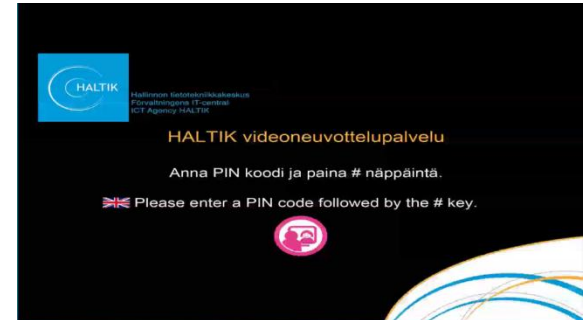 HALTIK
Hallinnon tietotekniikkakeskus
Förvaltningens IT-central
ICT Agency HALTIK
HALTIK videoneuvottelupalvelu
Anna PIN koodi ja paina # näppäintä.
Please enter a PIN code followed by the # key.